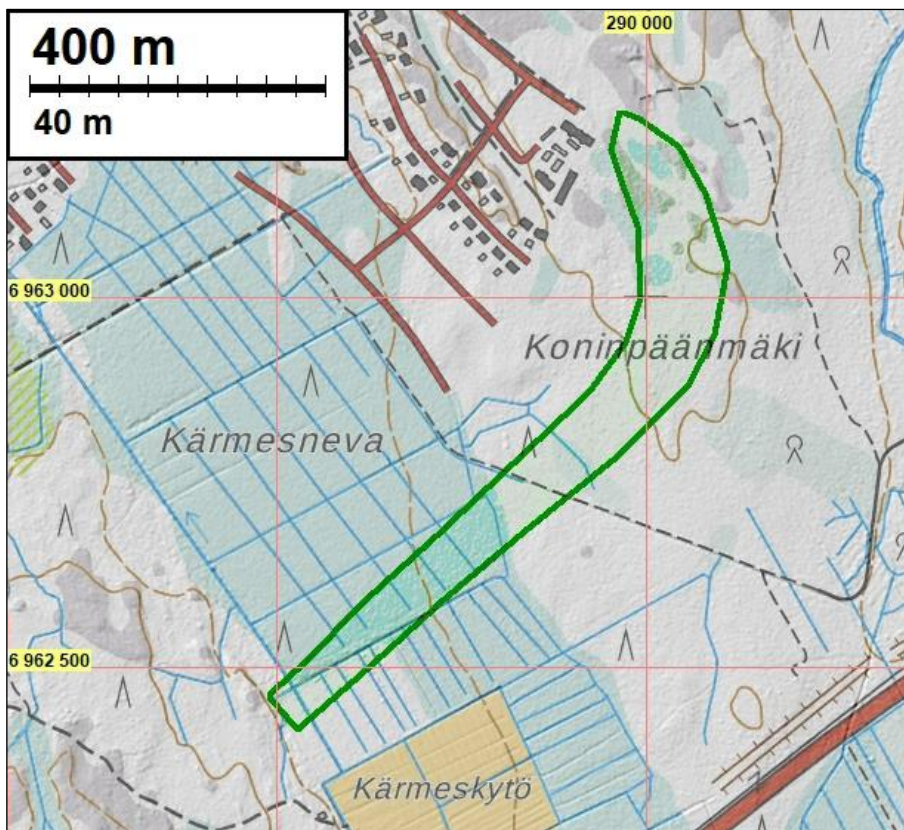 400 m
40 m
290 000
6 963 000
Koninpäänmäki
Kärmesneva
6 962 500
Kärmeskytö